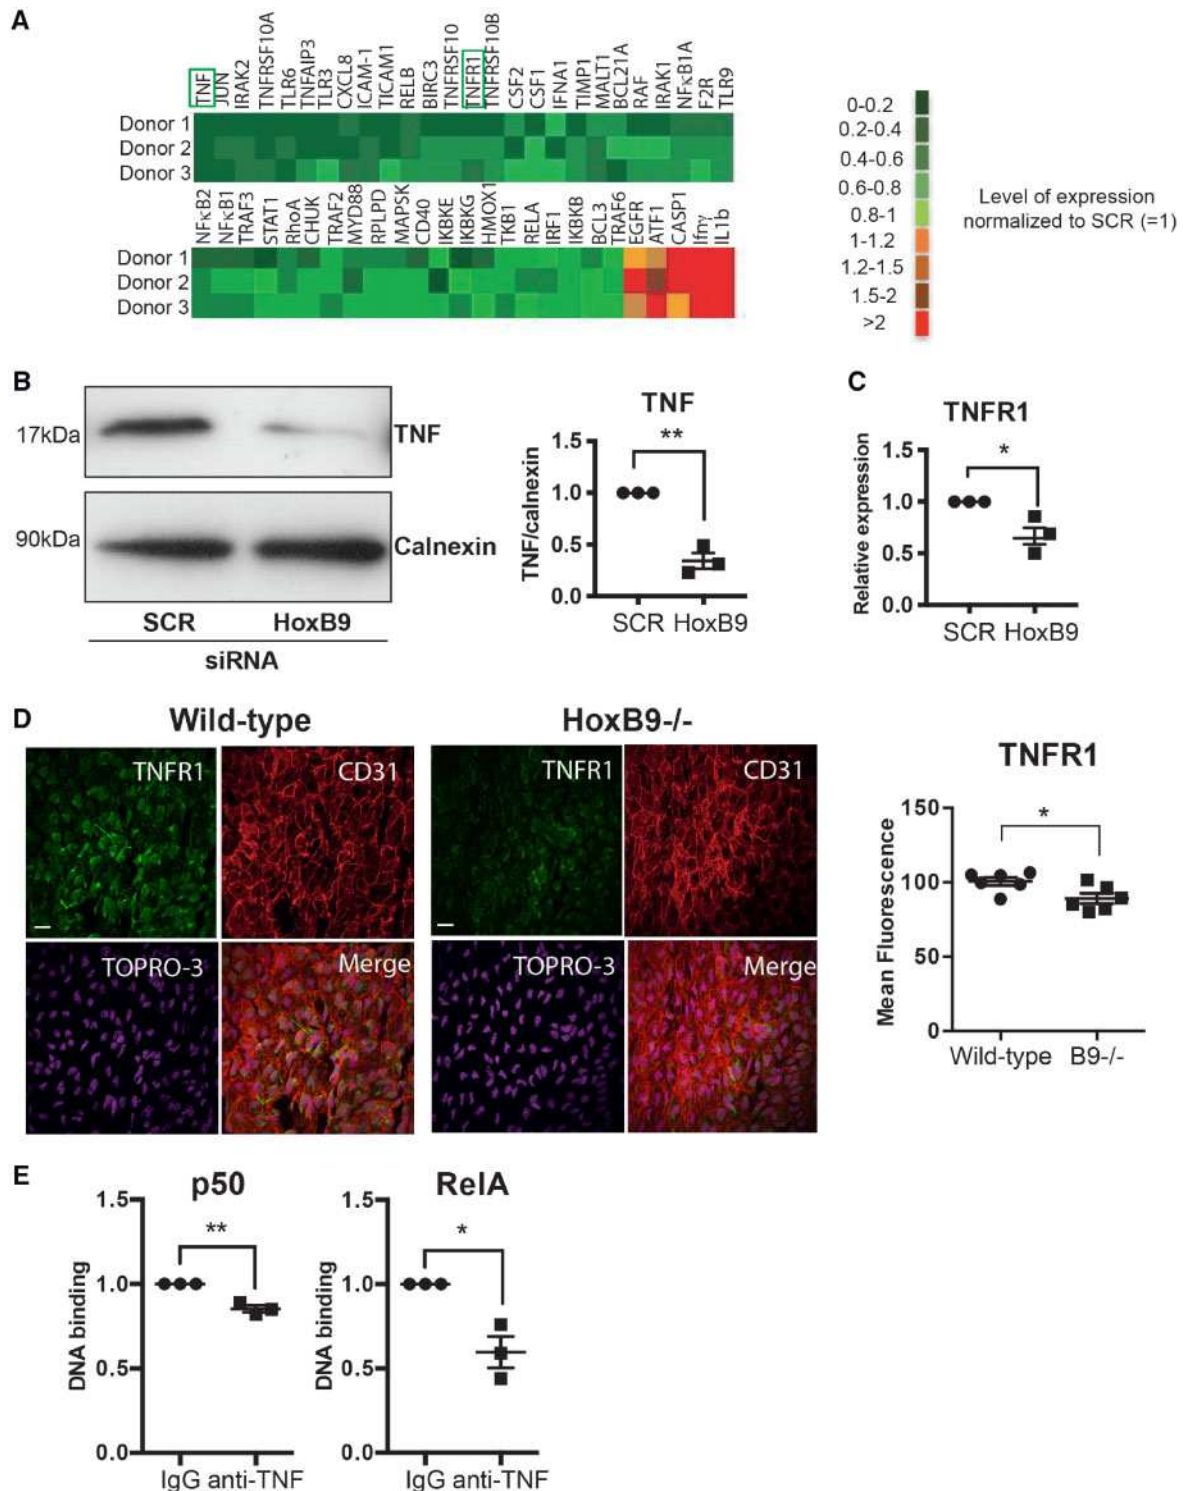 A
TNF JUN IRAK2 TNFRSF10A TLR6 TNFAIP3 TLR3 CXCL8 ICAM-1 TICAM1 RELB BIRC3 TNFRSF10 TNFR1 TNFRSF10B CSF2 CSF1 IFNA1 TIMP1 MALT1 BCL21A RAF IRAK1 NFκB1A F2R TLR9
Donor 1
Donor 2
Donor 3
NFκB2 NFκB1 TRAF3 STAT1 RhoA CHUK TRAF2 MYD88 RPLPD MAPSK CD40 IKBKE IKBKG HMOX1 TKB1 RELA IRF1 IKBKB BCL3 TRAF6 EGFR ATF1 CASP1 Ifnγ IL1b
Donor 1
Donor 2
Donor 3
0-0.2
0.2-0.4
0.4-0.6
0.6-0.8
0.8-1
1-1.2
1.2-1.5
1.5-2
>2
Level of expression
normalized to SCR (=1)
B
17kDa
TNF
90kDa
Calnexin
SCR HoxB9
siRNA
TNF
TNF/calnexin
1.5
1.0
0.5
0.0
**
SCR HoxB9
C
TNFR1
Relative expression
1.5
1.0
0.5
0.0
*
SCR HoxB9
D
Wild-type
TNFR1
CD31
TOPRO-3
Merge
HoxB9-/-
TNFR1
CD31
TOPRO-3
Merge
TNFR1
Mean Fluorescence
150
100
50
0
*
Wild-type B9-/-
E
p50
DNA binding
1.5
1.0
0.5
0.0
**
IgG anti-TNF
RelA
DNA binding
1.5
1.0
0.5
0.0
*
IgG anti-TNF